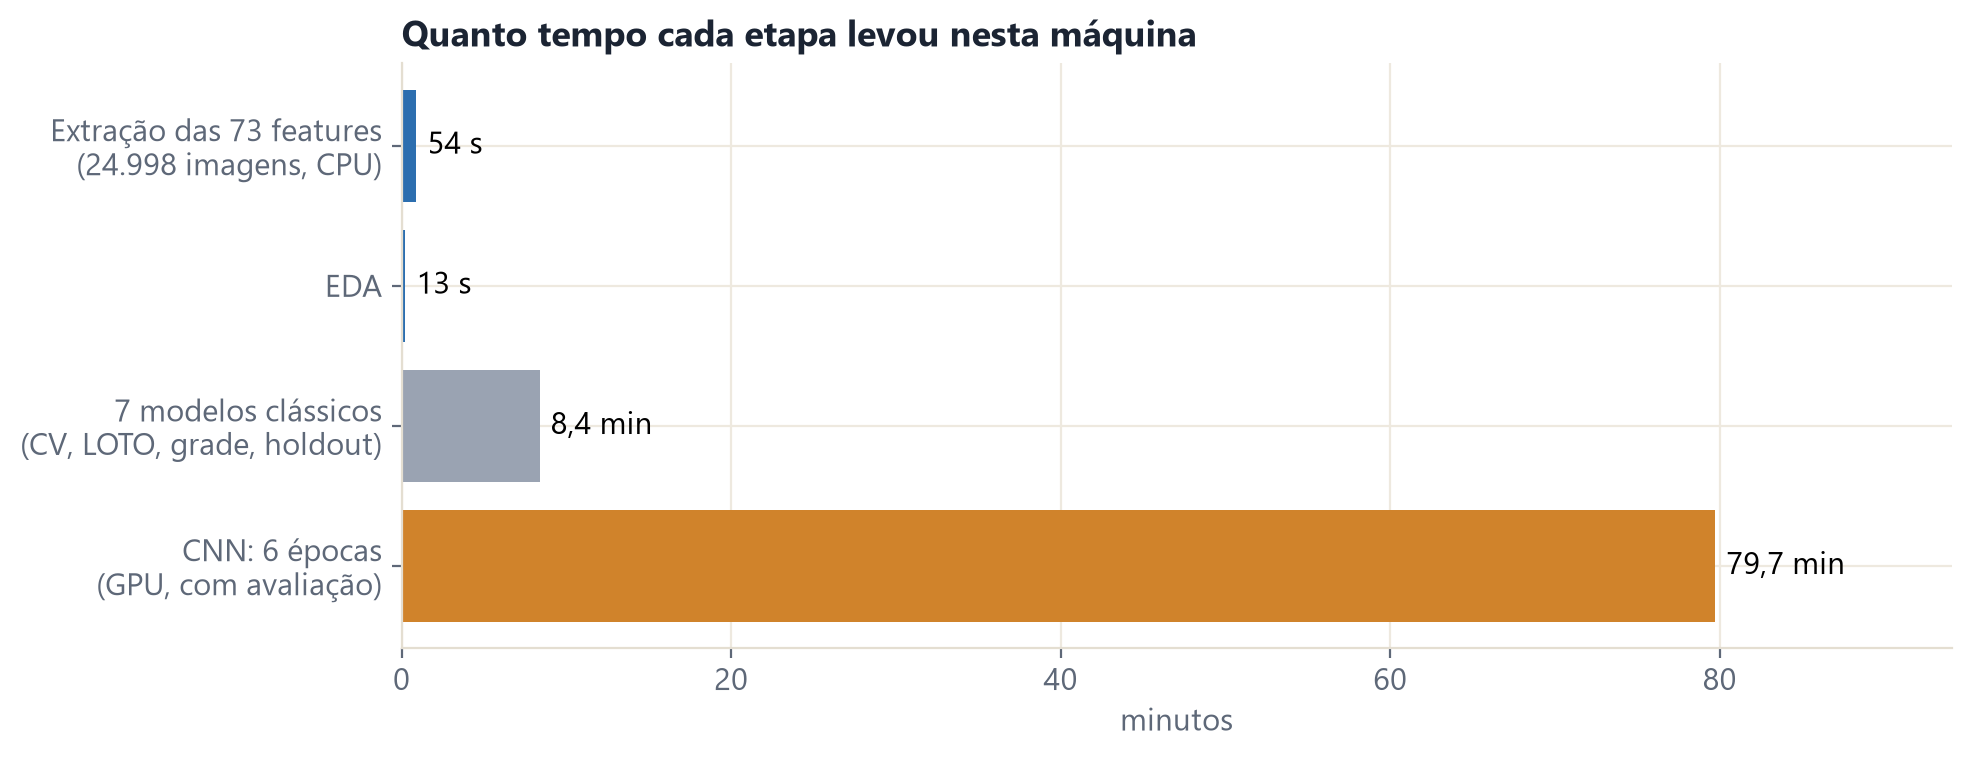 Quanto tempo cada etapa levou nesta máquina
Extração das 73 features
(24.998 imagens, CPU)
54 s
EDA
13 s
7 modelos clássicos
(CV, LOTO, grade, holdout)
8,4 min
CNN: 6 épocas
(GPU, com avaliação)
79,7 min
0 20 40 60 80
minutos